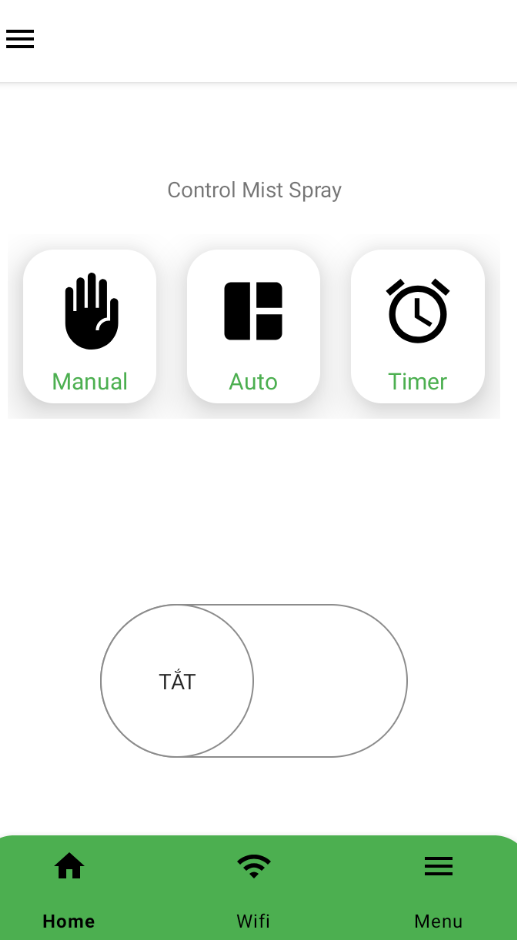 Control Mist Spray
Manual
Auto
Timer
TẮT
Home
Wifi
Menu